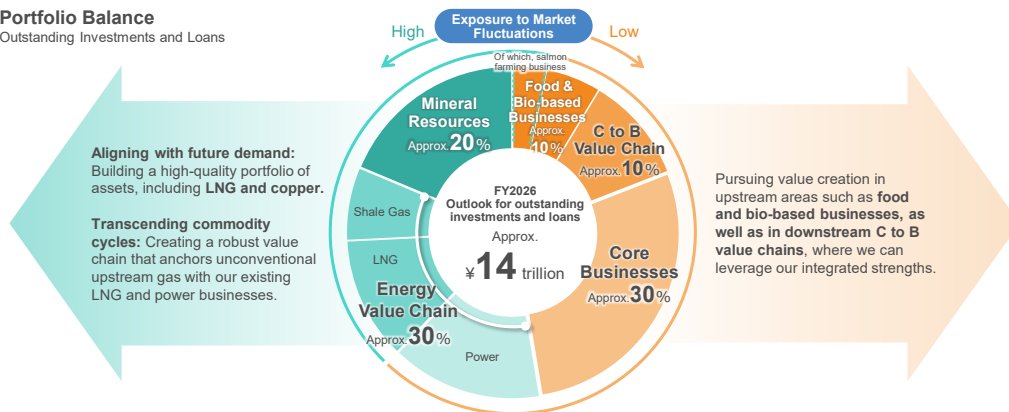 Portfolio Balance
Outstanding Investments and Loans
Exposure to Market
Fluctuations
High
Low
Of which, salmon
farming business
Mineral
Resources
Approx.20%
Food &
Bio-based
Businesses
Approx.
10%
C to B
Value Chain
Approx.10%
Core
Businesses
Approx.30%
Shale Gas
LNG
Energy
Value Chain
Approx.30%
Power
FY2026
Outlook for outstanding
investments and loans
Approx.
¥14 trillion
Aligning with future demand:
Building a high-quality portfolio of
assets, including LNG and copper.
Transcending commodity
cycles: Creating a robust value
chain that anchors unconventional
upstream gas with our existing
LNG and power businesses.
Pursuing value creation in
upstream areas such as food
and bio-based businesses, as
well as in downstream C to B
value chains, where we can
leverage our integrated strengths.